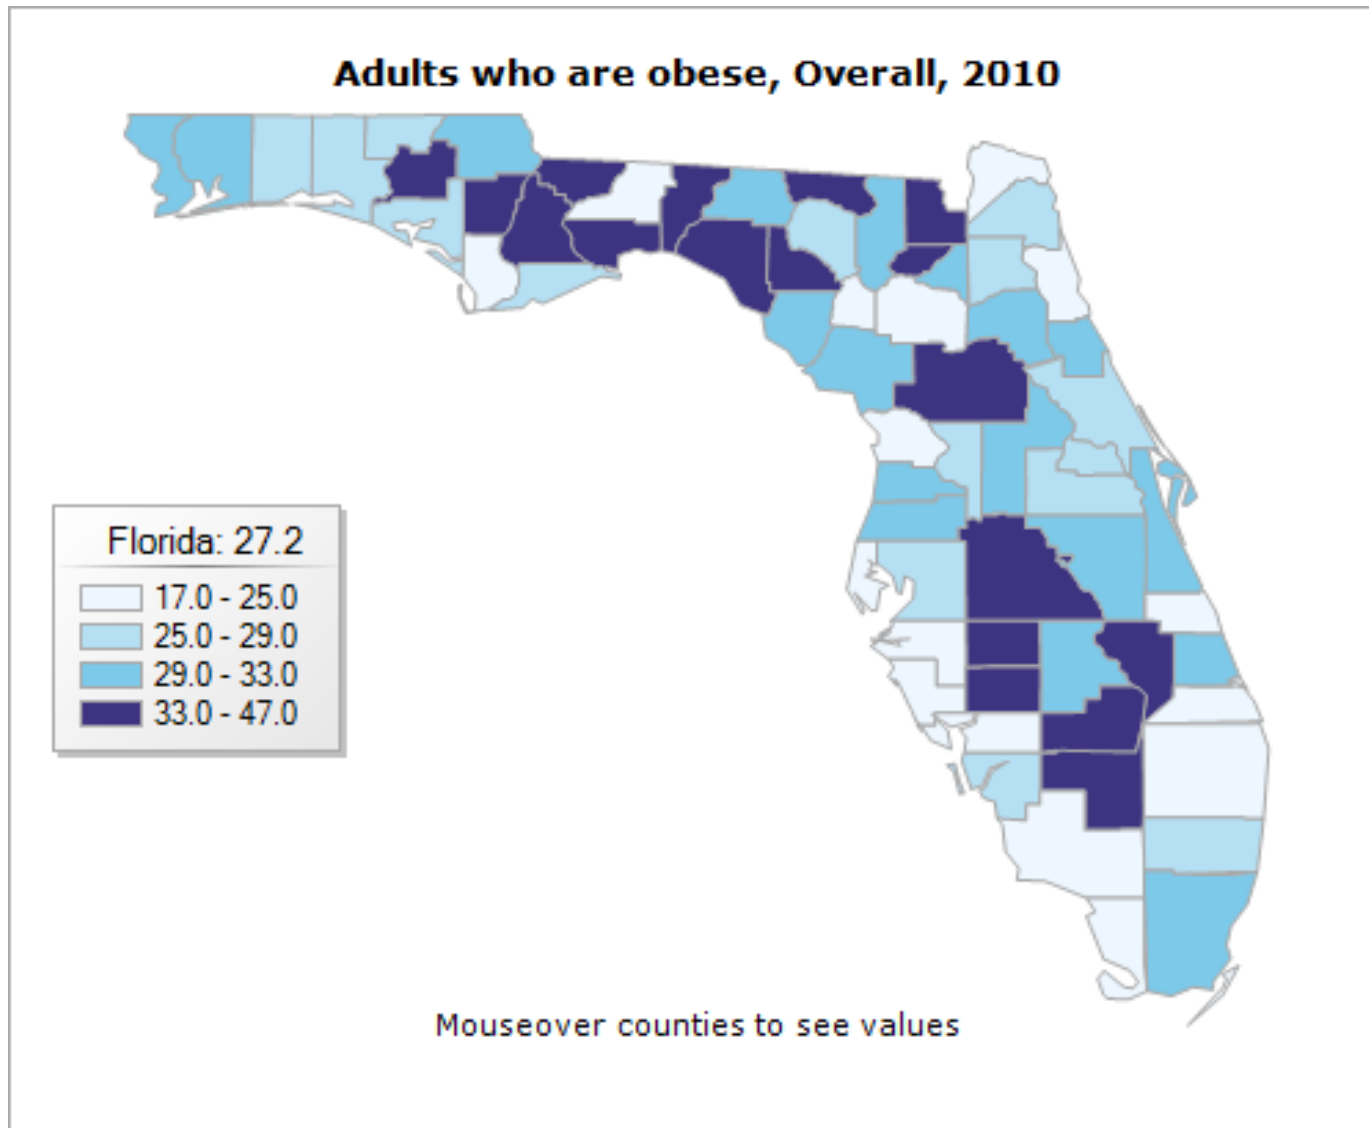 Adults who are obese, Overall, 2010
Florida: 27.2
17.0 - 25.0
25.0 - 29.0
29.0 - 33.0
33.0 - 47.0
Mouseover counties to see values